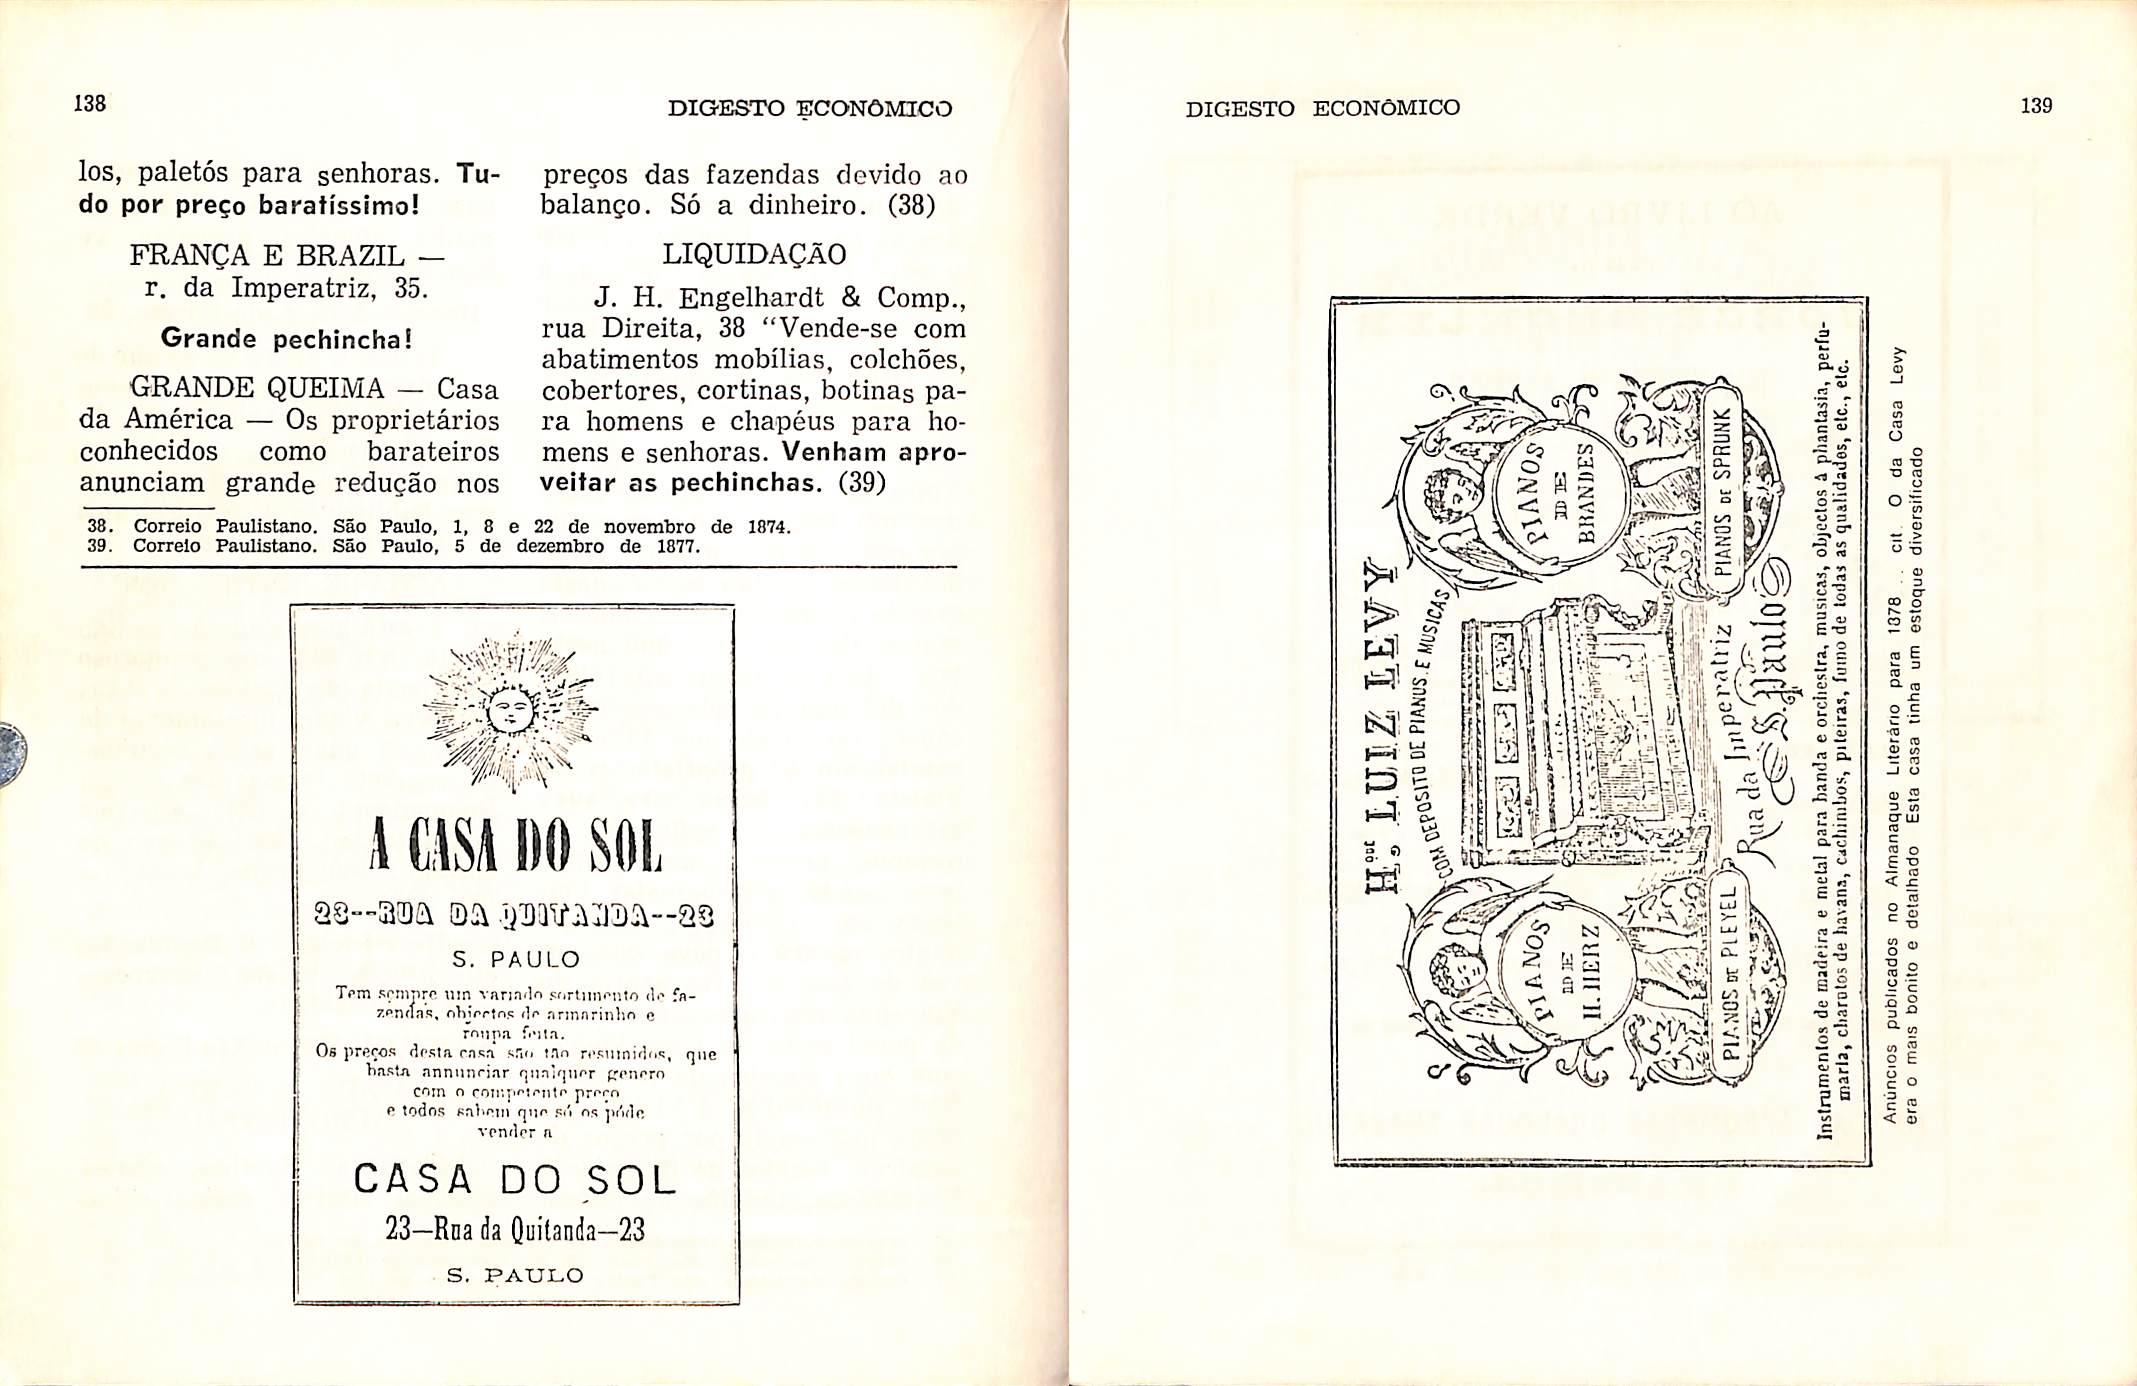 138
DIGESTO ECONÔMICO
los, paletós para senhoras. Tu-
do por preço baratíssimo!
FRANÇA E BRAZIL —
r. da Imperatriz, 35.
Grande pechincha!
GRANDE QUEIMA — Casa
da América — Os proprietários
conhecidos como barateiros
anunciam grande redução nos
preços das fazendas devido ao
balanço. Só a dinheiro. (38)
LIQUIDAÇÃO
J. H. Engelhardt & Comp.,
rua Direita, 38 “Vende-se com
abatimentos mobílias, colchões,
cobertores, cortinas, botinas pa-
ra homens e chapéus para ho-
mens e senhoras. Venham apro-
veitar as pechinchas. (39)
38. Correio Paulistano. São Paulo, 1, 8 e 22 de novembro de 1874.
39. Correio Paulistano. São Paulo, 5 de dezembro de 1877.
A CASA DO SOL
23--RUA DA QUITANDA--23
S. PAULO
Tem sempre um variado sortimento de fa-
zendas, objectos de armarinho e
roupa feita.
Os preços desta casa são tão resumidos, que
basta annunciar qualquer genero
com o competente preço
e todos sabem que só os póde
vender a
CASA DO SOL
23—Rua da Quitanda—23
S. PAULO
DIGESTO ECONÔMICO
139
H.que LUIZ LEVY
COM DEPOSITO DE PIANOS E MUSICAS
PIANOS
DE
H. HERZ
PIANOS
DE
BRANDES
PIANOS DE PLEYEL
PIANOS DE SPRUNK
Rua da Imperatriz
S. Paulo
Instrumentos de madeira e metal para banda e orchestra, musicas, objectos á phantasia, perfu-
maria, charutos de havana, cachimbos, piteiras, fumo de todas as qualidades, etc., etc.
Anúncios publicados no Almanaque Literário para 1878 .. cit. O da Casa Levy
era o mais bonito e detalhado Esta casa tinha um estoque diversificado